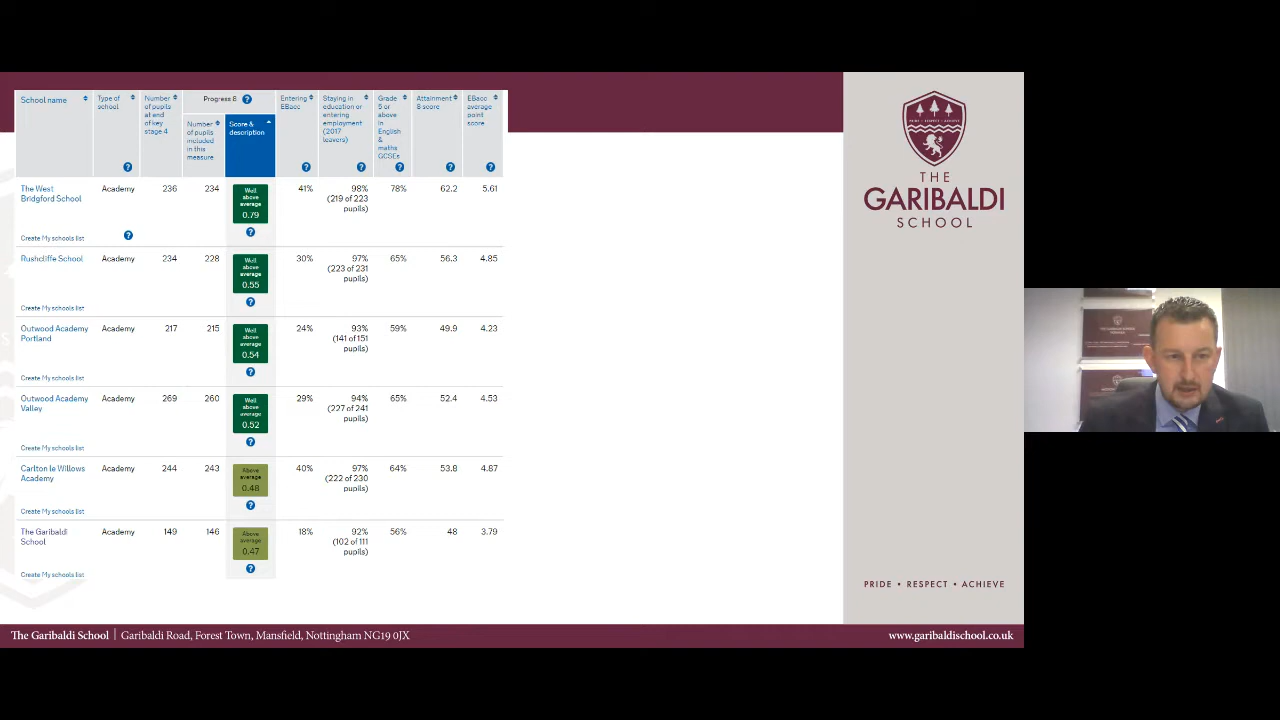 School name
Type of
school
Number
of pupils
at end of
key
stage 4
Progress 8
Number
of pupils
included in
this
measure
Score &
description
Entering
EBacc
Staying in
education or
entering
employment
(2017
leavers)
Grade
5 or
above in
English
&
maths
GCSEs
Attainment
8 score
EBacc
average
point
score
The West
Bridgford School
Academy
236
234
Well
above
average
0.79
41%
98%
(219 of 223
pupils)
78%
62.2
5.61
Create My schools list
Rushcliffe School
Academy
234
228
Well
above
average
0.55
30%
97%
(223 of 231
pupils)
65%
56.3
4.85
Create My schools list
Outwood Academy
Portland
Academy
217
215
Well
above
average
0.54
24%
93%
(141 of 151
pupils)
59%
49.9
4.23
Create My schools list
Outwood Academy
Valley
Academy
269
260
Well
above
average
0.52
29%
94%
(227 of 241
pupils)
65%
52.4
4.53
Create My schools list
Carlton le Willows
Academy
Academy
244
243
Above
average
0.48
40%
97%
(222 of 230
pupils)
64%
53.8
4.87
Create My schools list
The Garibaldi
School
Academy
149
146
Above
average
0.47
18%
92%
(102 of 111
pupils)
56%
48
3.79
Create My schools list
PRIDE • RESPECT • ACHIEVE
THE
GARIBALDI
SCHOOL
PRIDE • RESPECT • ACHIEVE
The Garibaldi School | Garibaldi Road, Forest Town, Mansfield, Nottingham NG19 0JX
www.garibaldischool.co.uk